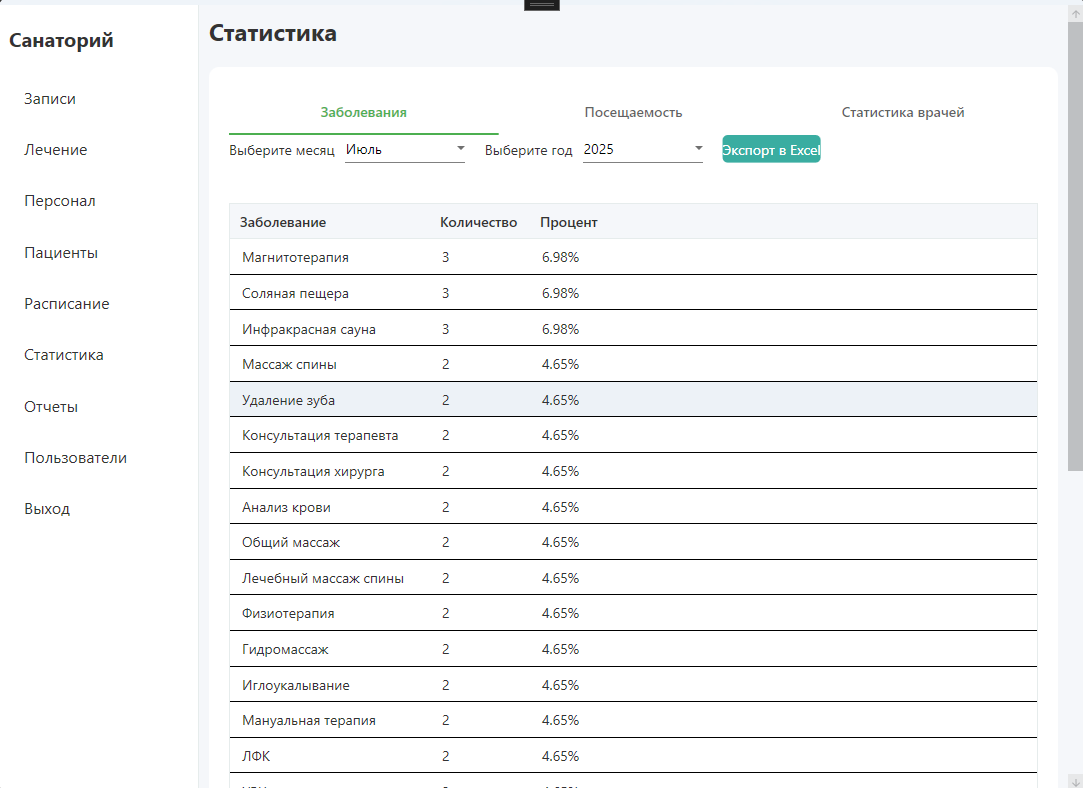 Санаторий
Записи
Лечение
Персонал
Пациенты
Расписание
Статистика
Отчеты
Пользователи
Выход
Статистика
Заболевания Посещаемость Статистика врачей
Выберите месяц Июль Выберите год 2025 Экспорт в Excel
Заболевание Количество Процент
Магнитотерапия 3 6.98%
Соляная пещера 3 6.98%
Инфракрасная сауна 3 6.98%
Массаж спины 2 4.65%
Удаление зуба 2 4.65%
Консультация терапевта 2 4.65%
Консультация хирурга 2 4.65%
Анализ крови 2 4.65%
Общий массаж 2 4.65%
Лечебный массаж спины 2 4.65%
Физиотерапия 2 4.65%
Гидромассаж 2 4.65%
Иглоукалывание 2 4.65%
Мануальная терапия 2 4.65%
ЛФК 2 4.65%